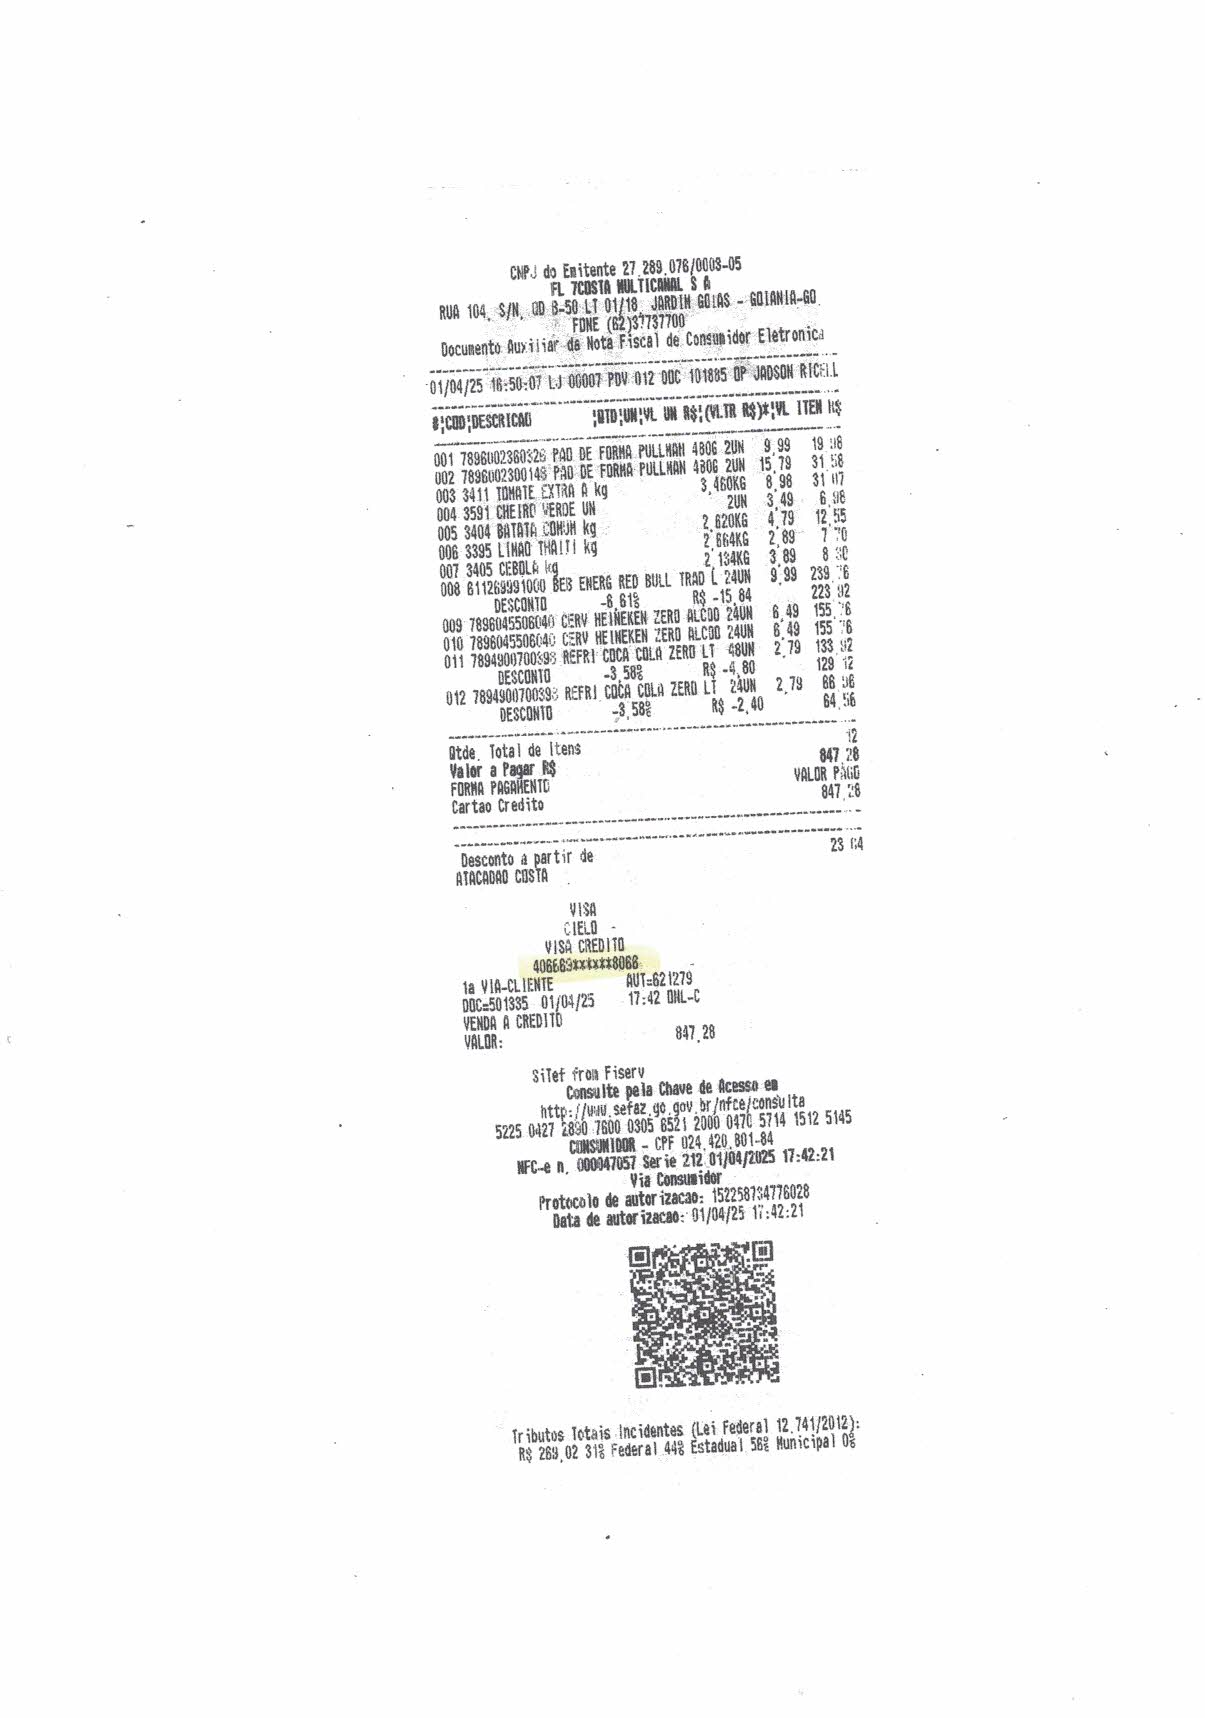 CNPJ do Emitente 27.289.076/0003-05
FL 7COSTA MULTICANAL S A
RUA 104, S/N, QD B-50 LT 01/18 JARDIM GOIAS - GOIANIA-GO
FONE (62)37737700
Documento Auxiliar da Nota Fiscal de Consumidor Eletronica
01/04/25 16:50:07 LJ 00007 PDV 012 DOC 101885 OP JADSON RICELL
#¦COD¦DESCRICAO ¦QTD¦UN¦VL UN R$¦(VLTR R$)*¦VL ITEM R$
001 7896002360326 PAO DE FORMA PULLMAN 480G 2UN 9,99 19,98
002 7896002300148 PAO DE FORMA PULLMAN 480G 2UN 15,79 31,58
003 3411 TOMATE EXTRA A kg 3,460KG 8,98 31,07
004 3591 CHEIRO VERDE UN 2UN 3,49 6,98
005 3404 BATATA COMUM kg 2,620KG 4,79 12,55
006 3395 LIMAO THAITI kg 2,664KG 2,89 7,70
007 3405 CEBOLA kg 2,134KG 3,89 8,30
008 611269991000 BEB ENERG RED BULL TRAD L 24UN 9,99 239,76
DESCONTO -6,61% R$ -15,84 223,92
009 7896045506040 CERV HEINEKEN ZERO ALCOO 24UN 6,49 155,76
010 7896045506040 CERV HEINEKEN ZERO ALCOO 24UN 6,49 155,76
011 7894900700398 REFRI COCA COLA ZERO LT 48UN 2,79 133,92
DESCONTO -3,58% R$ -4,80 129,12
012 7894900700398 REFRI COCA COLA ZERO LT 24UN 2,79 66,96
DESCONTO -3,58% R$ -2,40 64,56
Qtde. Total de Itens 12
Valor a Pagar R$ 847,28
FORMA PAGAMENTO VALOR PAGO
Cartao Credito 847,28
Desconto a partir de 23,04
ATACADAO COSTA
VISA
CIELO -
VISA CREDITO
406669******8068
1a VIA-CLIENTE AUT=621279
DOC=501335 01/04/25 17:42 ONL-C
VENDA A CREDITO
VALOR: 847,28
SiTef from Fiserv
Consulte pela Chave de Acesso em
http://www.sefaz.go.gov.br/nfce/consulta
5225 0427 2890 7600 0305 6521 2000 0470 5714 1512 5145
CONSUMIDOR - CPF 024.420.801-84
NFC-e n. 000047057 Serie 212 01/04/2025 17:42:21
Via Consumidor
Protocolo de autorizacao: 152258734776028
Data de autorizacao: 01/04/25 17:42:21
Tributos Totais Incidentes (Lei Federal 12.741/2012):
R$ 269,02 31% Federal 44% Estadual 56% Municipal 0%